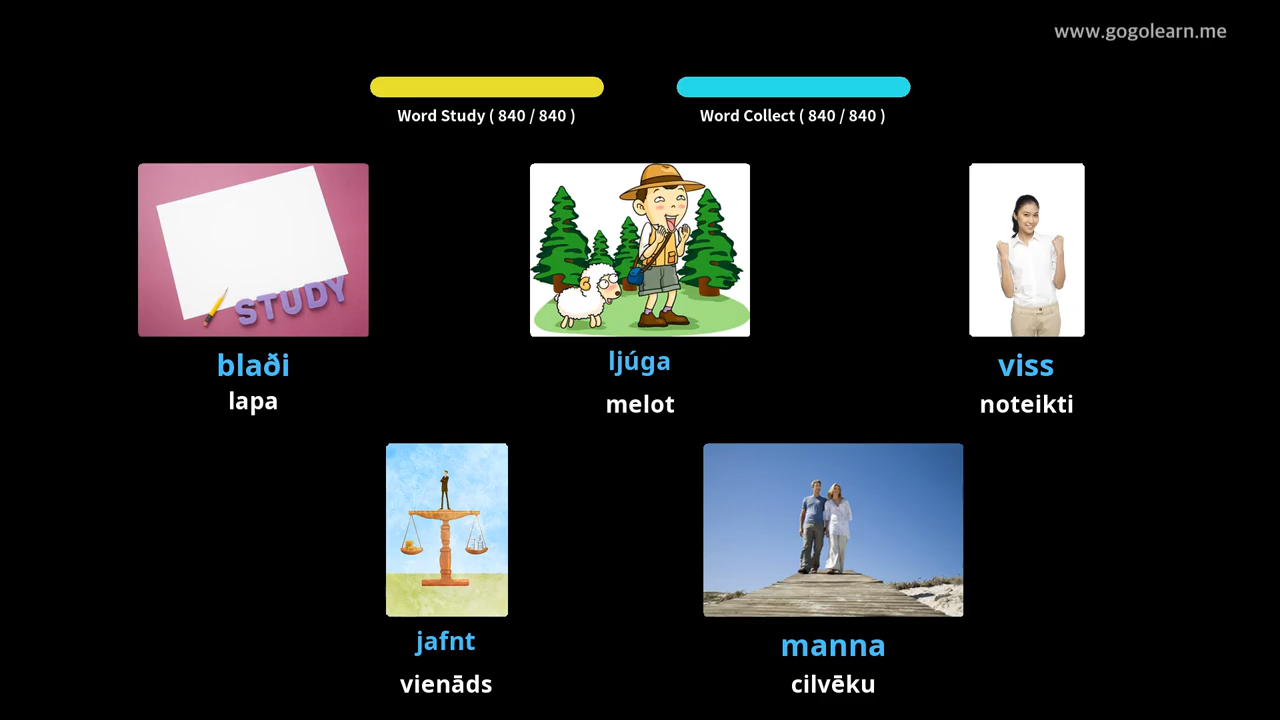 www.gogolearn.me
Word Study ( 840 / 840 )
Word Collect ( 840 / 840 )
STUDY
blaði
lapa
ljúga
melot
viss
noteikti
jafnt
vienāds
manna
cilvēku